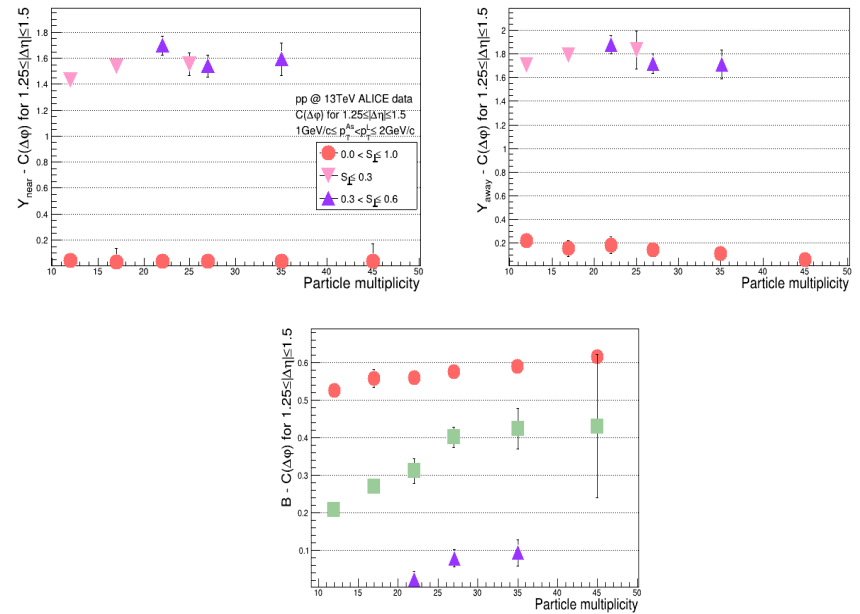 Y_near - C(Δφ) for 1.25≤|Δη|≤1.5
1.8
1.6
1.4
1.2
1
0.8
0.6
0.4
0.2
10 15 20 25 30 35 40 45 50
Particle multiplicity
pp @ 13TeV ALICE data
C(Δφ) for 1.25≤|Δη|≤1.5
1GeV/c≤ p_T^As<p_T^L≤ 2GeV/c
0.0 < S_⊥≤ 1.0
S_⊥≤ 0.3
0.3 < S_⊥≤ 0.6
Y_away - C(Δφ) for 1.25≤|Δη|≤1.5
2
1.8
1.6
1.4
1.2
1
0.8
0.6
0.4
0.2
10 15 20 25 30 35 40 45 50
Particle multiplicity
B - C(Δφ) for 1.25≤|Δη|≤1.5
0.6
0.5
0.4
0.3
0.2
0.1
10 15 20 25 30 35 40 45 50
Particle multiplicity